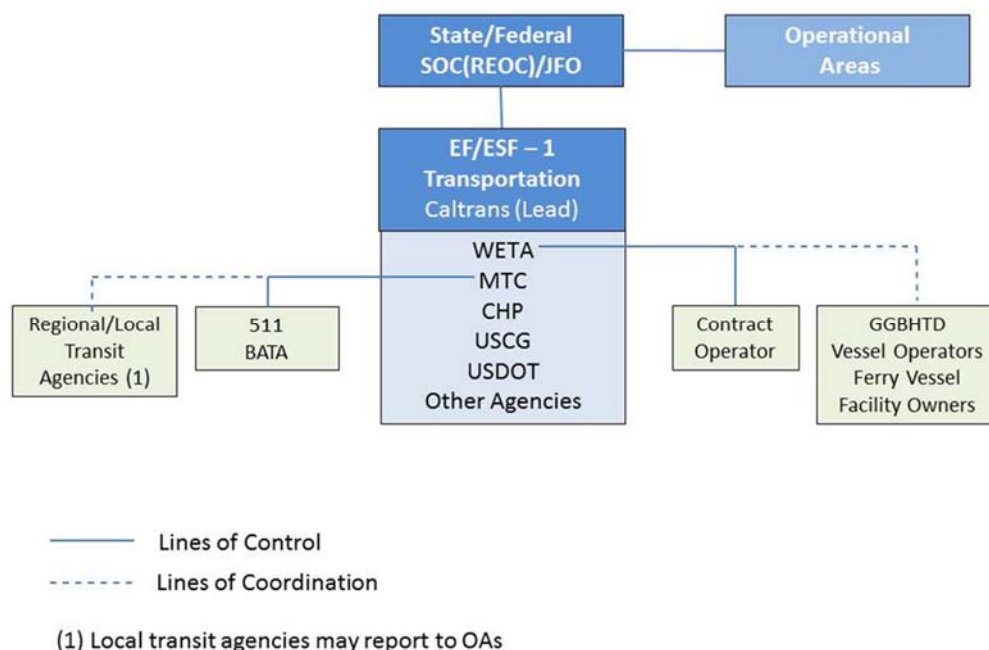 State/Federal
SOC(REOC)/JFO
Operational
Areas
EF/ESF – 1
Transportation
Caltrans (Lead)
WETA
MTC
CHP
USCG
USDOT
Other Agencies
Regional/Local
Transit
Agencies (1)
511
BATA
Contract
Operator
GGBHTD
Vessel Operators
Ferry Vessel
Facility Owners
Lines of Control
Lines of Coordination
(1) Local transit agencies may report to OAs